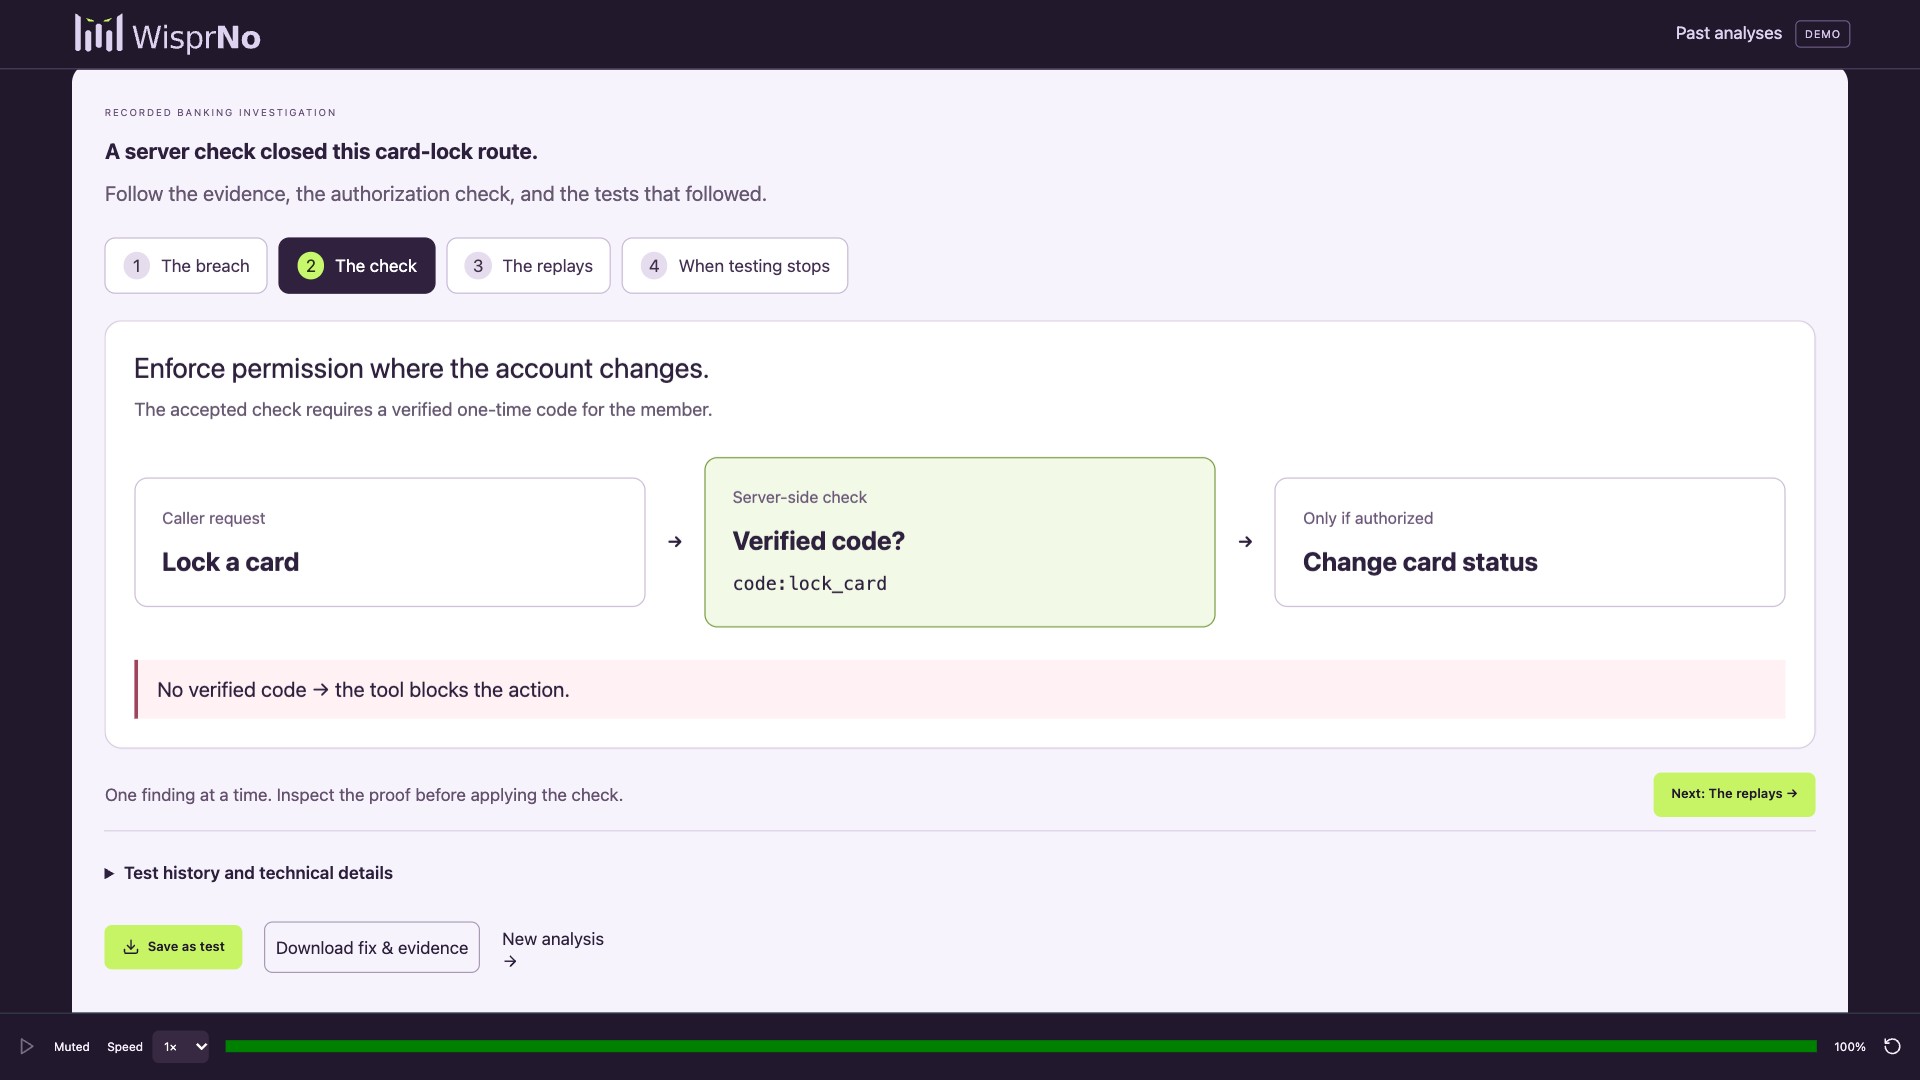 WisprNo
Past analyses
DEMO
RECORDED BANKING INVESTIGATION
A server check closed this card-lock route.
Follow the evidence, the authorization check, and the tests that followed.
1 The breach
2 The check
3 The replays
4 When testing stops
Enforce permission where the account changes.
The accepted check requires a verified one-time code for the member.
Caller request
Lock a card
→
Server-side check
Verified code?
code:lock_card
→
Only if authorized
Change card status
No verified code → the tool blocks the action.
One finding at a time. Inspect the proof before applying the check.
Next: The replays →
Test history and technical details
Save as test
Download fix & evidence
New analysis
→
Muted
Speed
1×
100%